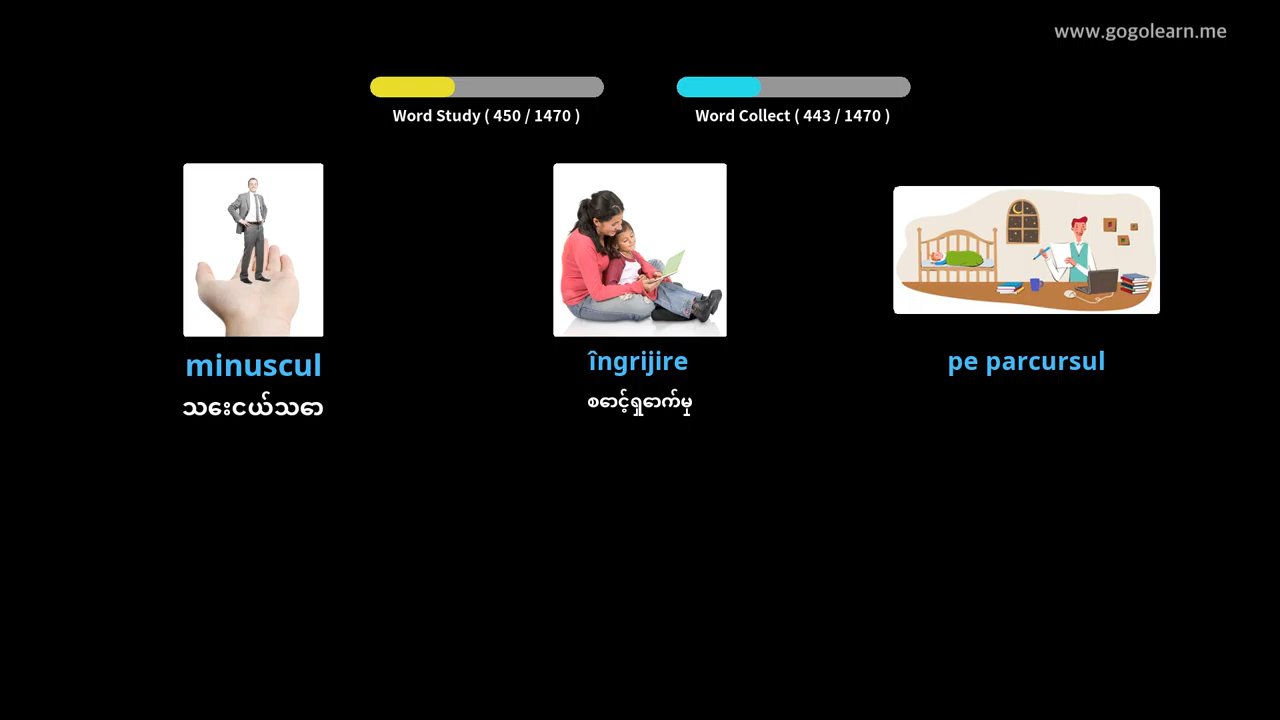 www.gogolearn.me
Word Study ( 450 / 1470 )
Word Collect ( 443 / 1470 )
minuscul
သေးငယ်သော
îngrijire
စောင့်ရှောက်မှု
pe parcursul